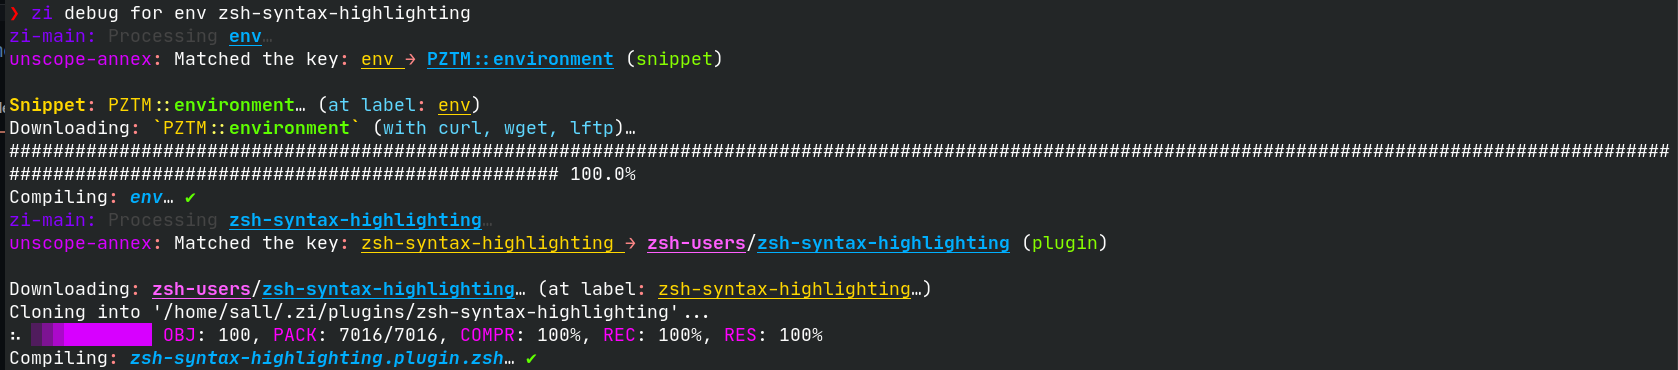 ❯ zi debug for env zsh-syntax-highlighting
zi-main: Processing env…
unscope-annex: Matched the key: env → PZTM::environment (snippet)
Snippet: PZTM::environment… (at label: env)
Downloading: `PZTM::environment` (with curl, wget, lftp)…
#######################################################################################################################################################
################################################## 100.0%
Compiling: env… ✔
zi-main: Processing zsh-syntax-highlighting…
unscope-annex: Matched the key: zsh-syntax-highlighting → zsh-users/zsh-syntax-highlighting (plugin)
Downloading: zsh-users/zsh-syntax-highlighting… (at label: zsh-syntax-highlighting…)
Cloning into '/home/sall/.zi/plugins/zsh-syntax-highlighting'...
OBJ: 100, PACK: 7016/7016, COMPR: 100%, REC: 100%, RES: 100%
Compiling: zsh-syntax-highlighting.plugin.zsh… ✔